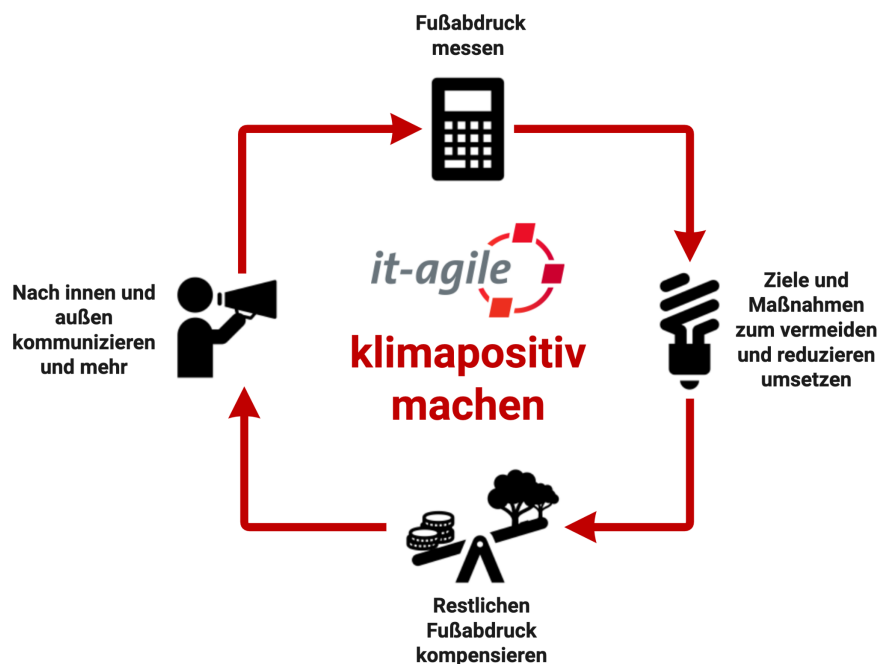 Fußabdruck
messen
it-agile
klimapositiv
machen
Nach innen und
außen
kommunizieren
und mehr
Ziele und
Maßnahmen
zum vermeiden
und reduzieren
umsetzen
Restlichen
Fußabdruck
kompensieren